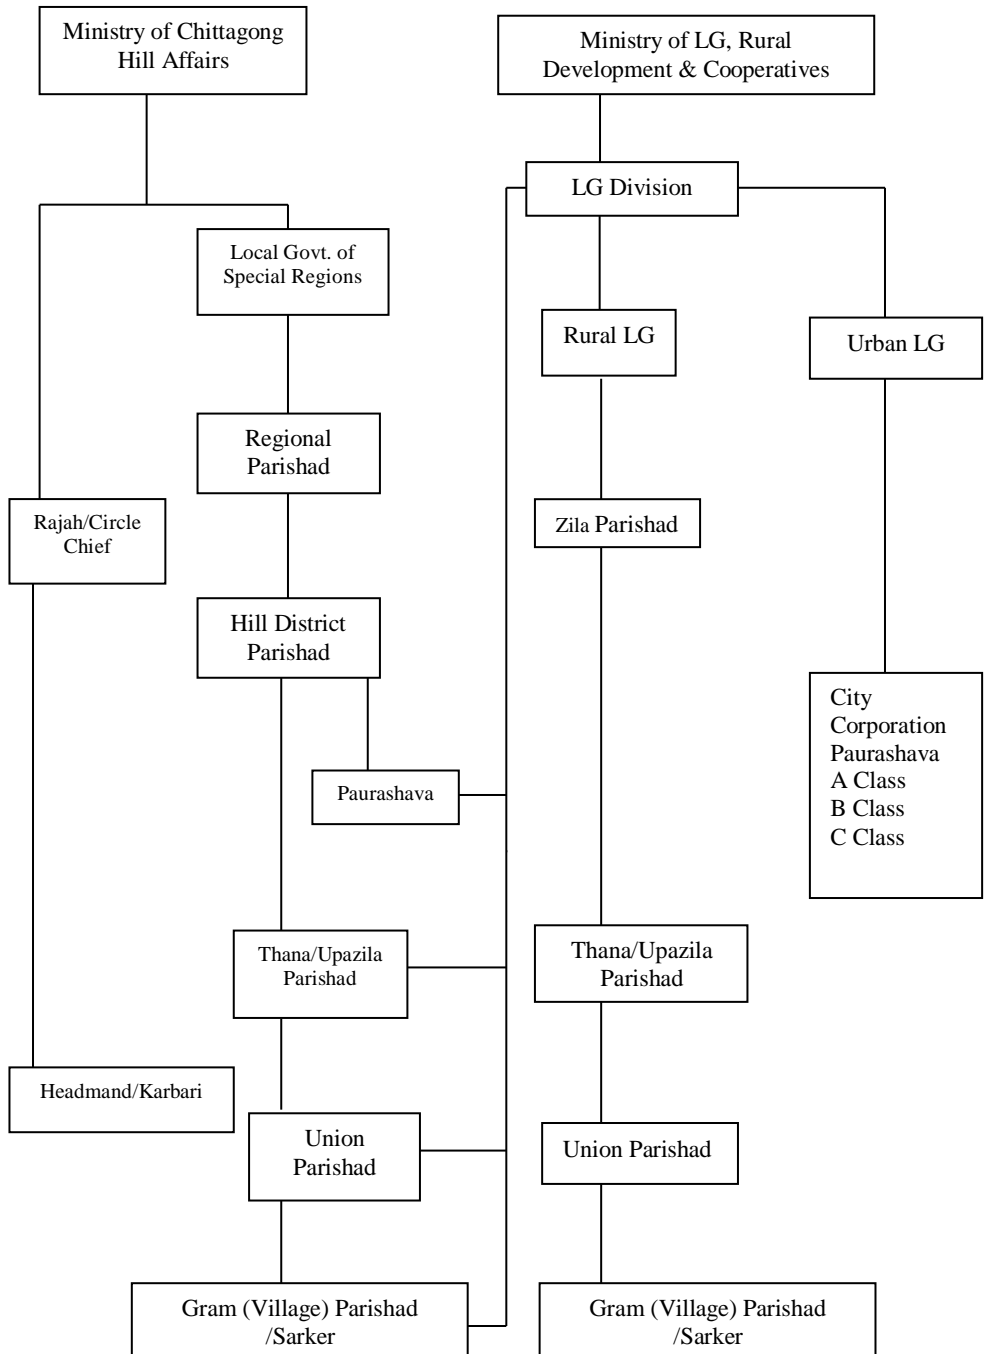 Ministry of Chittagong
Hill Affairs
Ministry of LG, Rural
Development & Cooperatives
LG Division
Local Govt. of
Special Regions
Rural LG
Urban LG
Regional
Parishad
Rajah/Circle
Chief
Zila Parishad
Hill District
Parishad
City
Corporation
Paurashava
A Class
B Class
C Class
Paurashava
Thana/Upazila
Parishad
Thana/Upazila
Parishad
Headmand/Karbari
Union
Parishad
Union Parishad
Gram (Village) Parishad
/Sarker
Gram (Village) Parishad
/Sarker